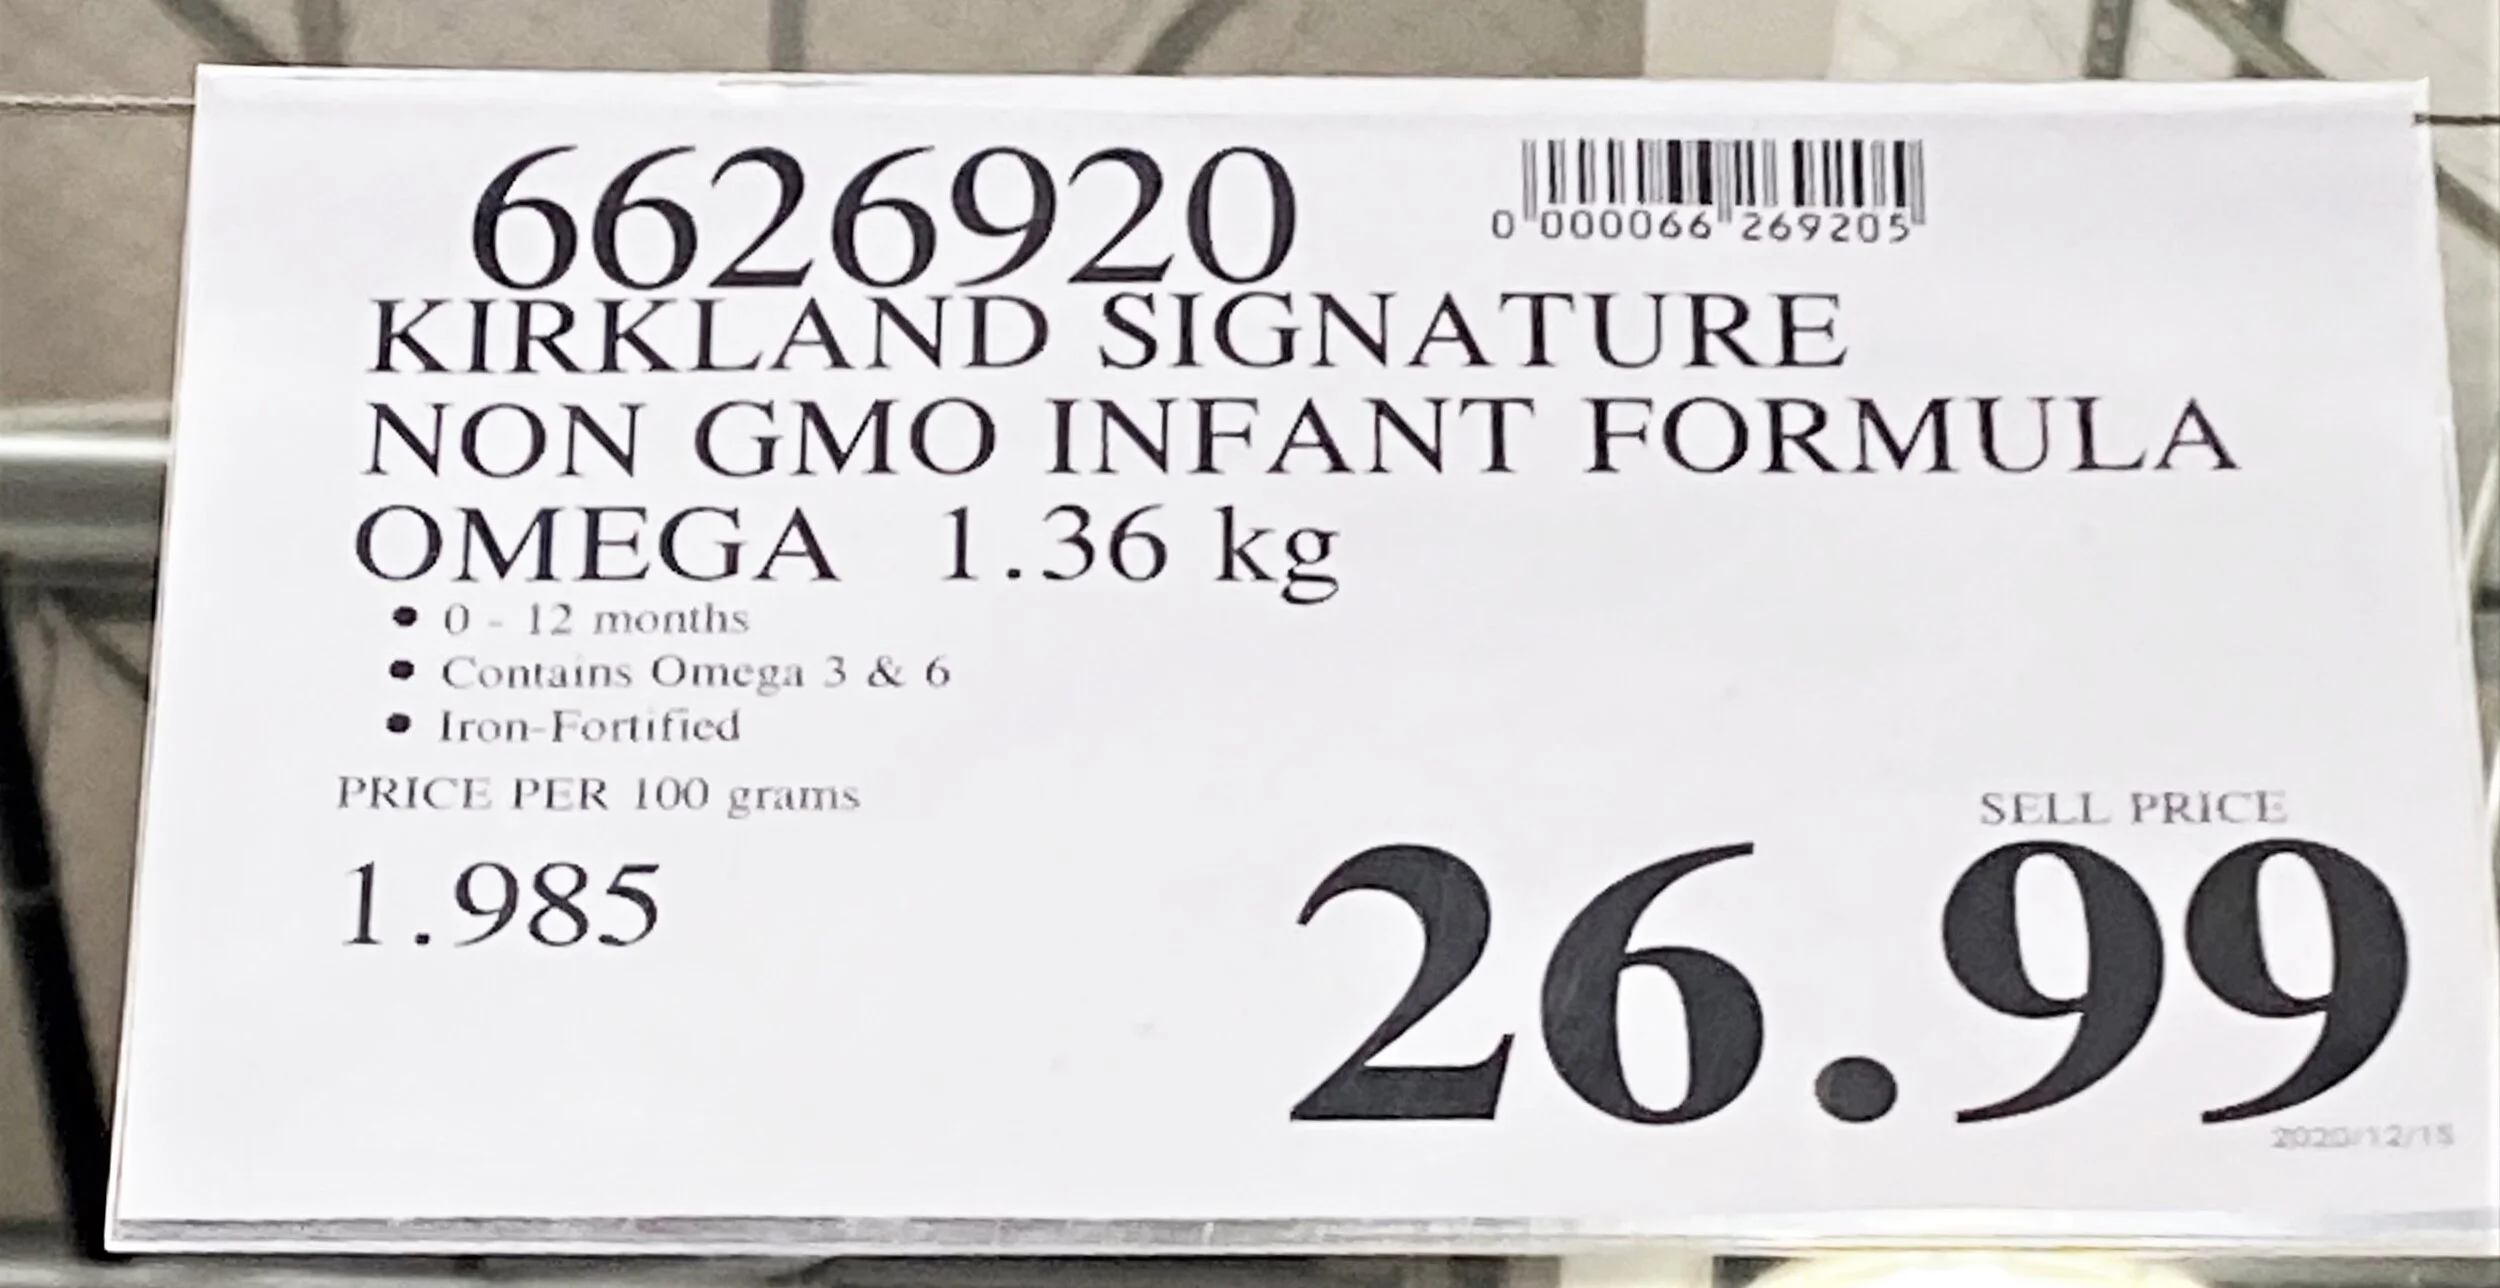 6626920
0 000066 269205
KIRKLAND SIGNATURE
NON GMO INFANT FORMULA
OMEGA 1.36 kg
• 0 - 12 months
• Contains Omega 3 & 6
• Iron-Fortified
PRICE PER 100 grams
1.985
SELL PRICE
26.99